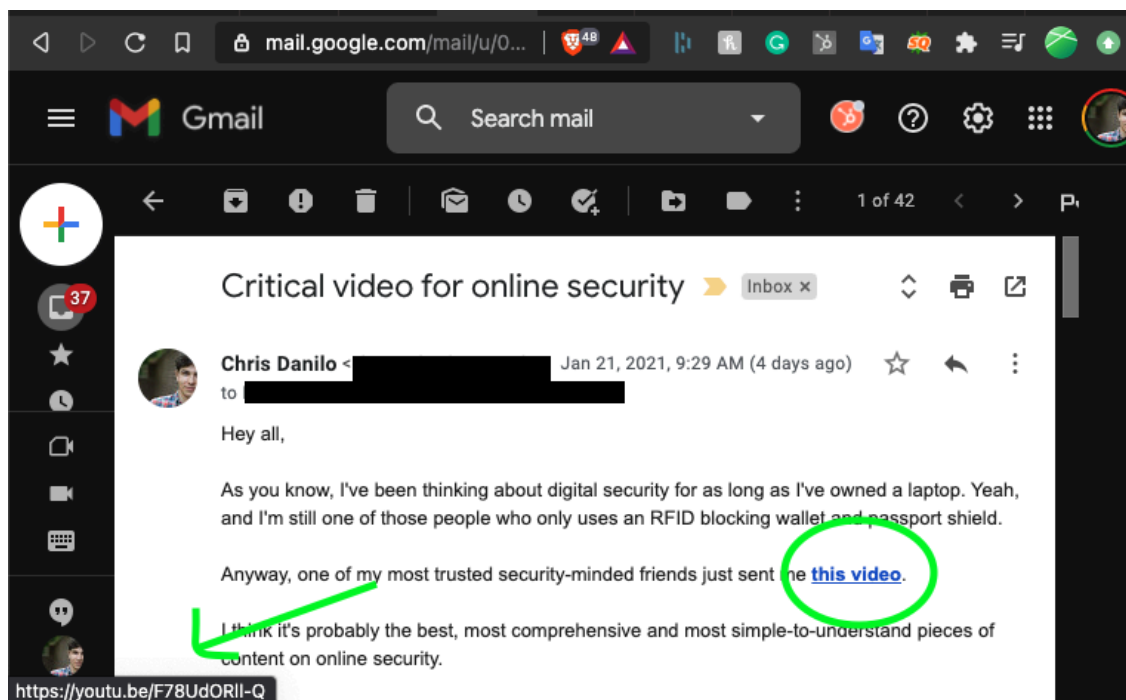 mail.google.com/mail/u/0...
48
Gmail
Search mail
1 of 42
37
Critical video for online security
Inbox ×
Chris Danilo <
Jan 21, 2021, 9:29 AM (4 days ago)
to
Hey all,
As you know, I've been thinking about digital security for as long as I've owned a laptop. Yeah,
and I'm still one of those people who only uses an RFID blocking wallet and passport shield.
Anyway, one of my most trusted security-minded friends just sent me this video.
I think it's probably the best, most comprehensive and most simple-to-understand pieces of
content on online security.
https://youtu.be/F78UdORll-Q